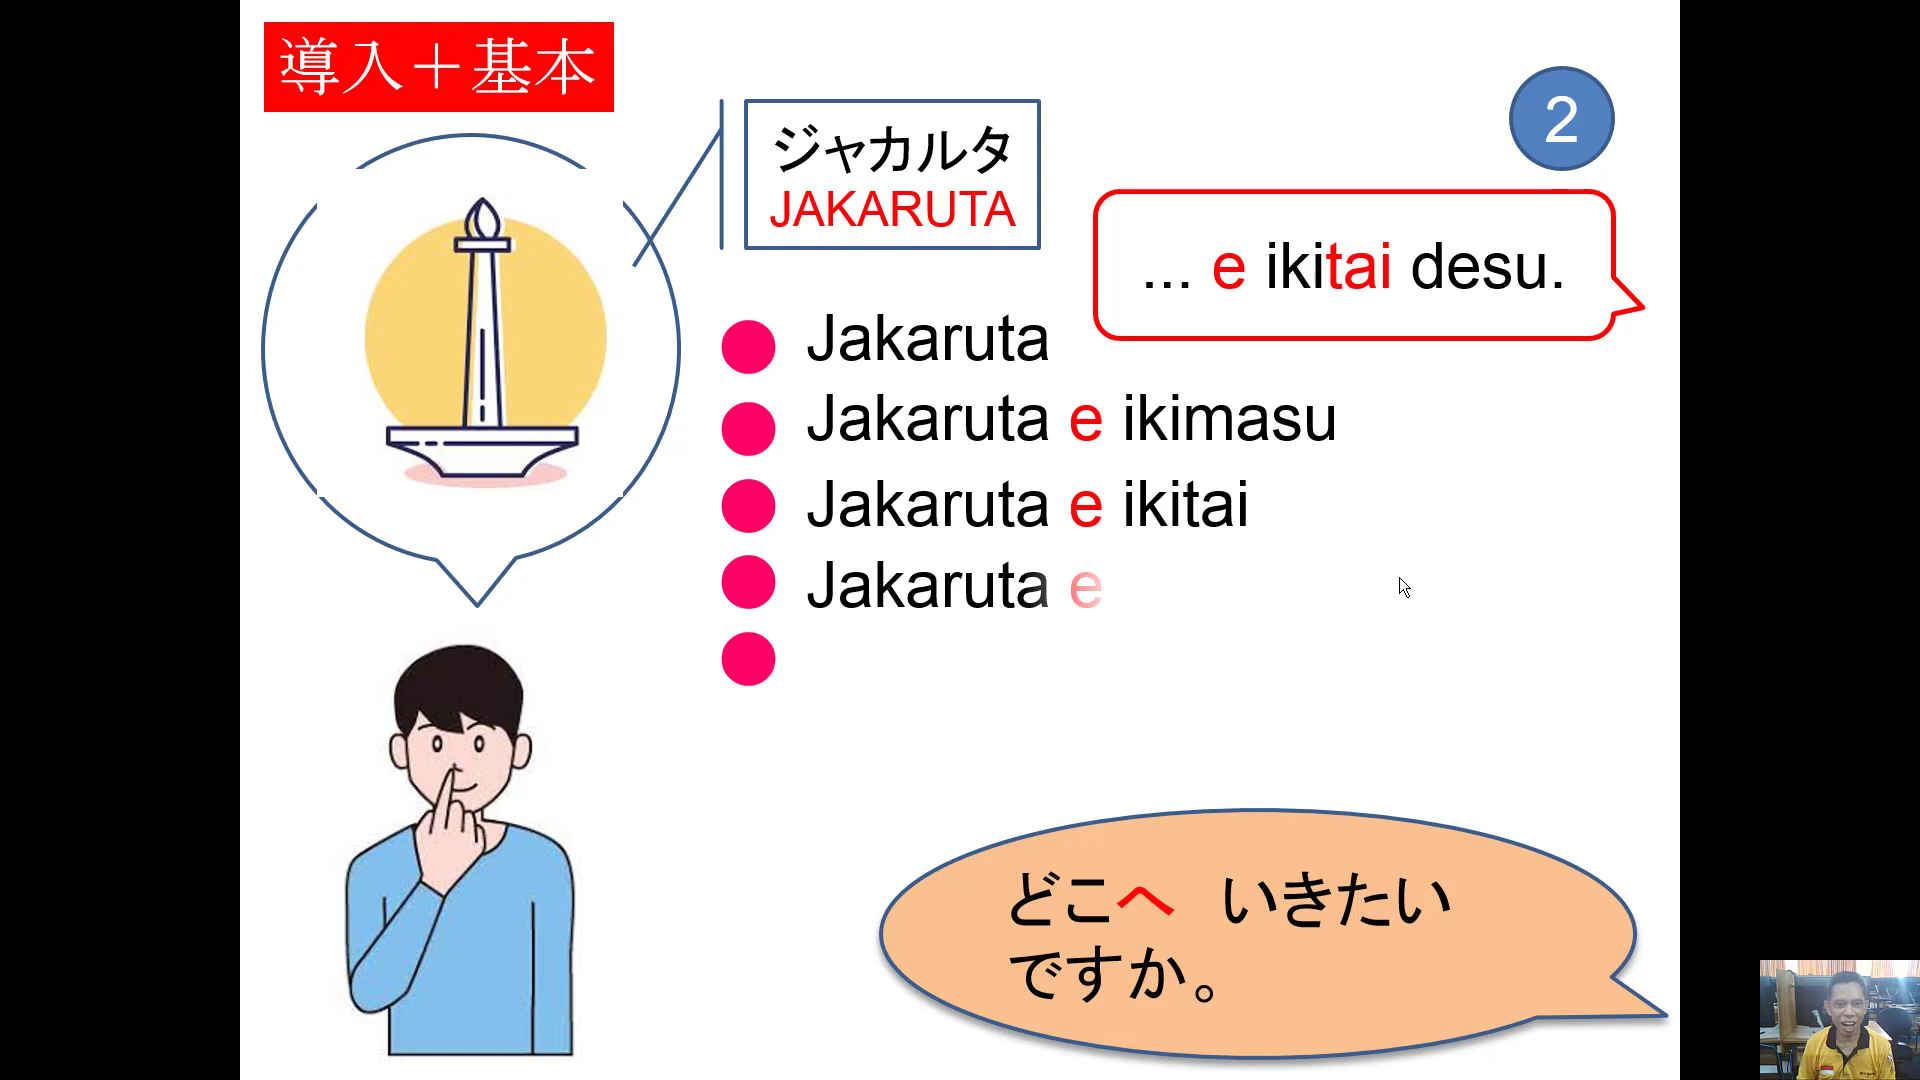 導入＋基本
2
ジャカルタ
JAKARUTA
... e ikitai desu.
Jakaruta
Jakaruta e ikimasu
Jakaruta e ikitai
Jakaruta e
どこへ いきたい
ですか。